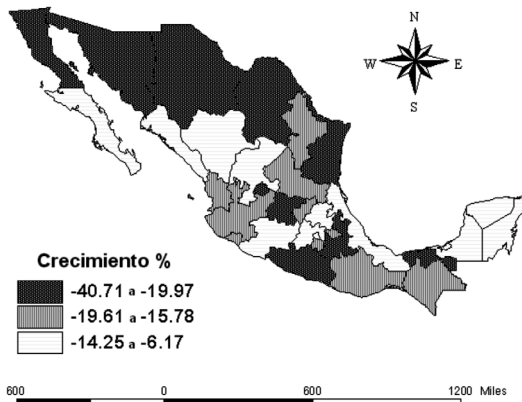 N
W E
S
Crecimiento %
-40.71 a -19.97
-19.61 a -15.78
-14.25 a -6.17
600 0 600 1200 Miles